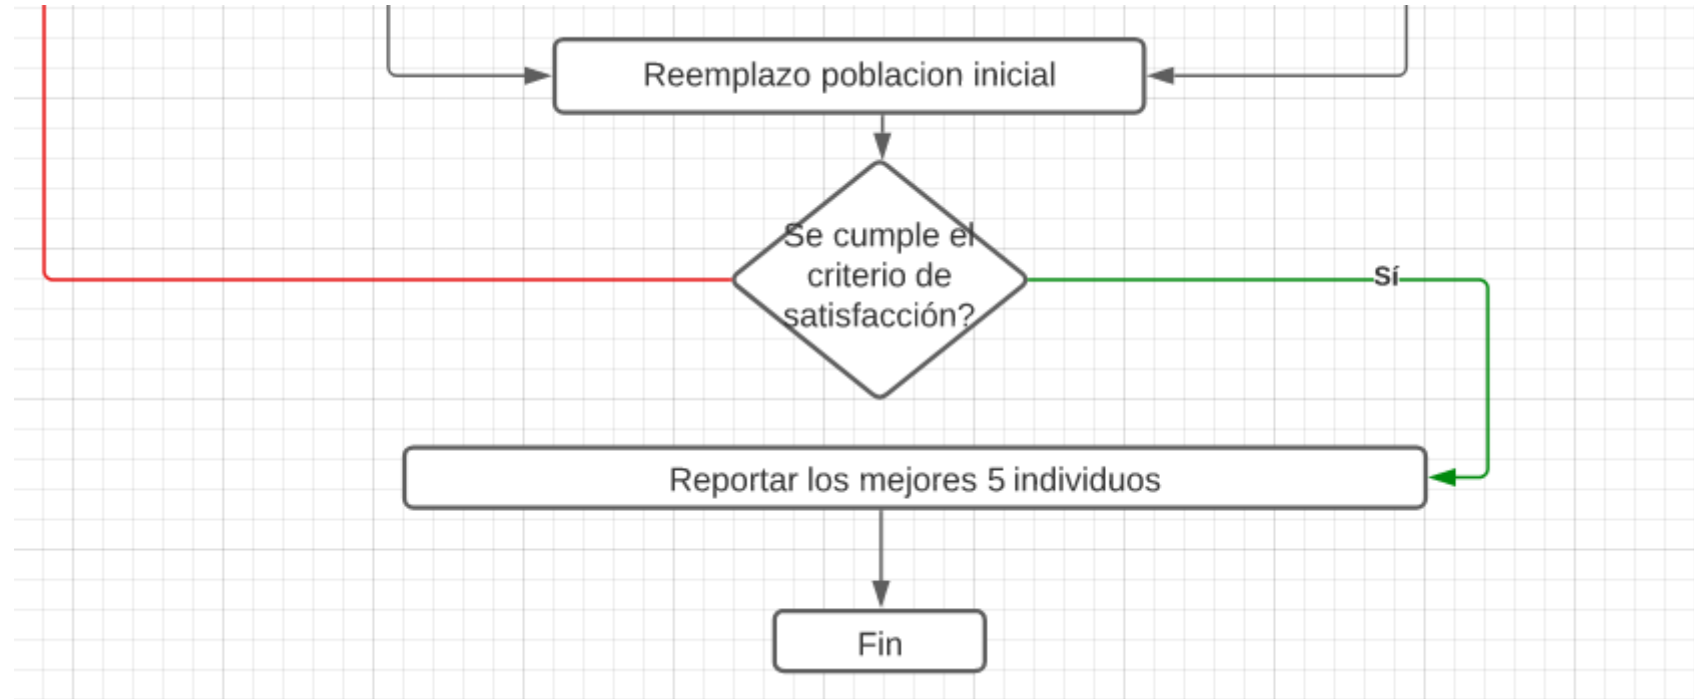 Reemplazo poblacion inicial
Se cumple el
criterio de
satisfacción?
Sí
Reportar los mejores 5 individuos
Fin